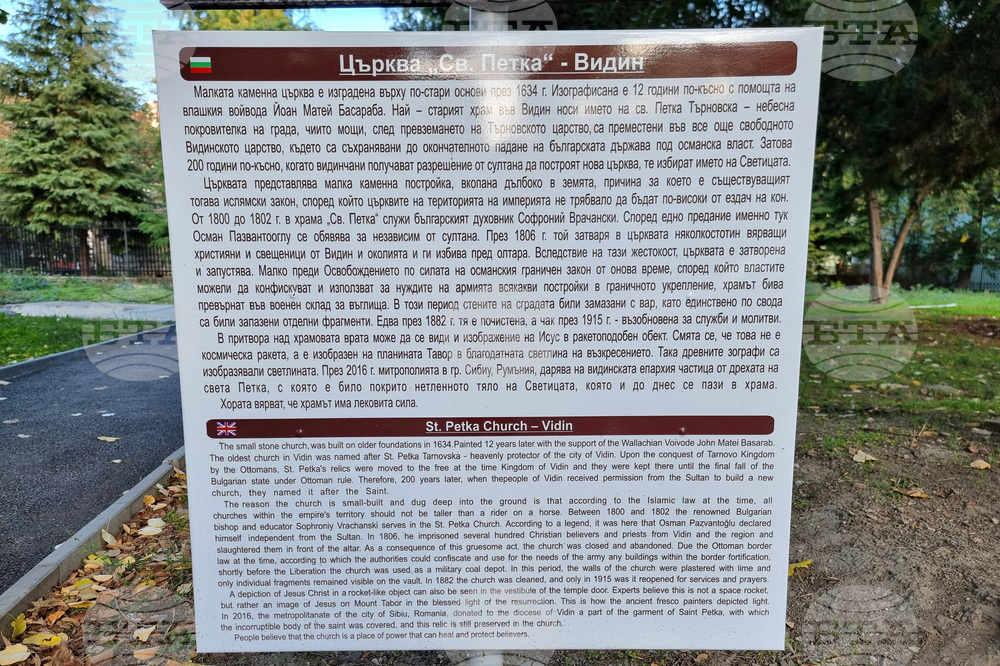 Църква „Св. Петка“ - Видин
Малката каменна църква е изградена върху по-стари основи през 1634 г. Изографисана е 12 години по-късно с помощта на
влашкия войвода Йоан Матей Басараба. Най – старият храм във Видин носи името на св. Петка Търновска – небесна
покровителка на града, чиито мощи, след превземането на Търновското царство, са преместени във все още свободното
Видинското царство, където са съхранявани до окончателното падане на българската държава под османска власт. Затова
200 години по-късно, когато видинчани получават разрешение от султана да построят нова църква, те избират името на Светицата.
Църквата представлява малка каменна постройка, вкопана дълбоко в земята, причина за което е съществуващият
тогава ислямски закон, според който църквите на територията на империята не трябвало да бъдат по-високи от ездач на кон.
От 1800 до 1802 г. в храма „Св. Петка“ служи българският духовник Софроний Врачански. Според едно предание именно тук
Осман Пазвантооглу се обявява за независим от султана. През 1806 г. той затваря в църквата няколкостотин вярващи
християни и свещеници от Видин и околията и ги избива пред олтара. Вследствие на тази жестокост, църквата е затворена
и запустява. Малко преди Освобождението по силата на османския граничен закон от онова време, според който властите
можели да конфискуват и използват за нуждите на армията всякакви постройки в граничното укрепление, храмът бива
превърнат във военен склад за въглища. В този период стените на сградата били замазани с вар, като единствено по свода
са били запазени отделни фрагменти. Едва през 1882 г. тя е почистена, а чак през 1915 г. - възобновена за служби и молитви.
В притвора над храмовата врата може да се види и изображение на Исус в ракетоподобен обект. Смята се, че това не е
космическа ракета, а е изобразен на планината Тавор в благодатната светлина на възкресението. Така древните зографи са
изобразявали светлината. През 2016 г. митрополията в гр. Сибиу, Румъния, дарява на видинската епархия частица от дрехата на
света Петка, с която е било покрито нетленното тяло на Светицата, която и до днес се пази в храма.
Хората вярват, че храмът има лековита сила.
St. Petka Church – Vidin
The small stone church, was built on older foundations in 1634.Painted 12 years later with the support of the Wallachian Voivode John Matei Basarab.
The oldest church in Vidin was named after St. Petka Tarnovska - heavenly protector of the city of Vidin. Upon the conquest of Tarnovo Kingdom
by the Ottomans, St. Petka's relics were moved to the free at the time Kingdom of Vidin and they were kept there until the final fall of the
Bulgarian state under Ottoman rule. Therefore, 200 years later, when thepeople of Vidin received permission from the Sultan to build a new
church, they named it after the Saint.
The reason the church is small-built and dug deep into the ground is that according to the Islamic law at the time, all
churches within the empire's territory should not be taller than a rider on a horse. Between 1800 and 1802 the renowned Bulgarian
bishop and educator Sophroniy Vrachanski serves in the St. Petka Church. According to a legend, it was here that Osman Pazvantoğlu declared
himself independent from the Sultan. In 1806, he imprisoned several hundred Christian believers and priests from Vidin and the region and
slaughtered them in front of the altar. As a consequence of this gruesome act, the church was closed and abandoned. Due the Ottoman border
law at the time, according to which the authorities could confiscate and use for the needs of the army any buildings within the border fortification,
shortly before the Liberation the church was used, as a military coal depot. In this period, the walls of the church were plastered with lime and
only individual fragments remained visible on the vault. In 1882 the church was cleaned, and only in 1915 was it reopened for services and prayers.
A depiction of Jesus Christ in a rocket-like object can also be seen in the vestibule of the temple door. Experts believe this is not a space rocket,
but rather an image of Jesus on Mount Tabor in the blessed light of the resurrection. This is how the ancient fresco painters depicted light.
In 2016, the metropolitanate of the city of Sibiu, Romania, donated to the diocese of Vidin a part of the garment of Saint Petka, with which
the incorruptible body of the saint was covered, and this relic is still preserved in the church.
People believe that the church is a place of power that can heal and protect believers.